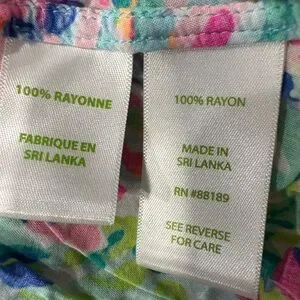 100% RAYONNE
FABRIQUE EN
SRI LANKA
100% RAYON
MADE IN
SRI LANKA
RN #88189
SEE REVERSE
FOR CARE